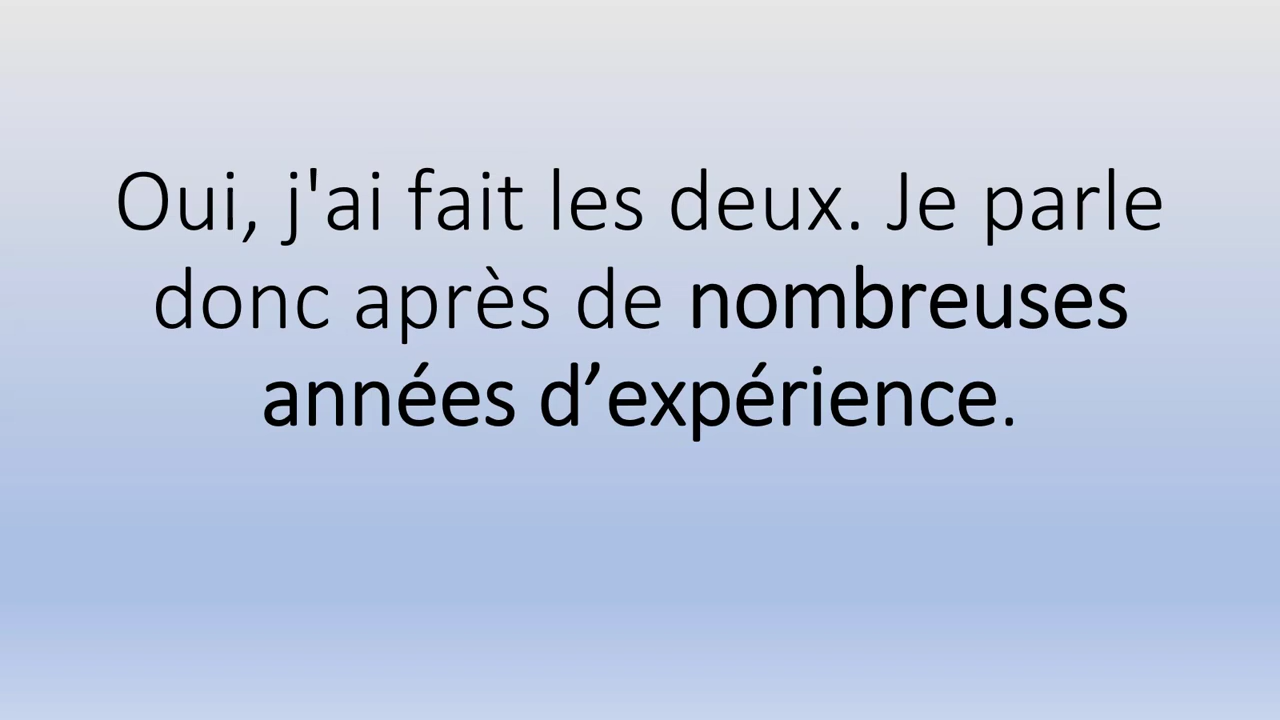 Oui, j'ai fait les deux. Je parle
donc après de nombreuses
années d’expérience.